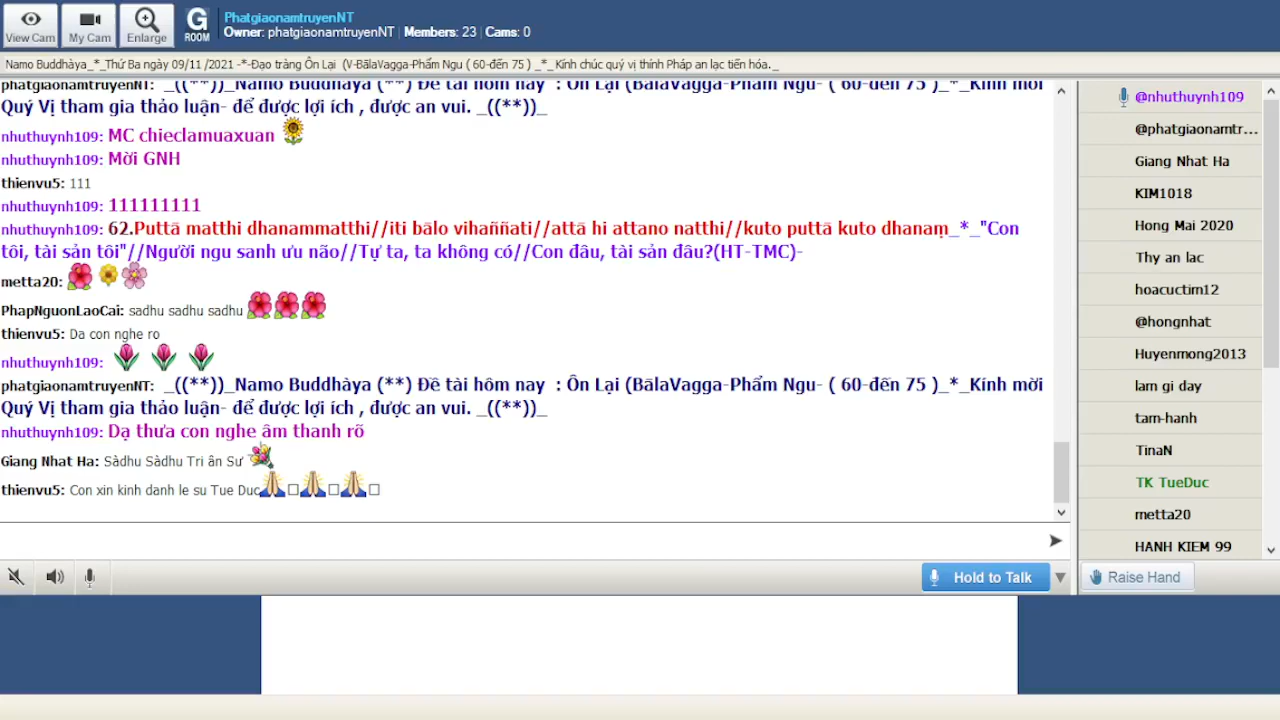 View Cam
My Cam
Enlarge
G
ROOM
PhatgiaonamtruyenNT
Owner: phatgiaonamtruyenNT | Members: 23 | Cams: 0
Namo Buddhàya_*_Thứ Ba ngày 09/11 /2021 -*-Đạo tràng Ôn Lại (V-BālaVagga-Phẩm Ngu ( 60-đến 75 ) _*_ Kính chúc quý vị thính Pháp an lạc tiến hóa._
phatgiaonamtruyenNT: _((**))_Namo Buddhàya (**) Đề tài hôm nay : Ôn Lại (BālaVagga-Phẩm Ngu- ( 60-đến 75 )_*_Kính mời
Quý Vị tham gia thảo luận- để được lợi ích , được an vui. _((**))_
nhuthuynh109: MC chieclamuaxuan
nhuthuynh109: Mời GNH
thienvu5: 111
nhuthuynh109: 111111111
nhuthuynh109: 62.Puttā matthi dhanammatthi//iti bālo vihaññati//attā hi attano natthi//kuto puttā kuto dhanaṃ_*_"Con
tôi, tài sản tôi"//Người ngu sanh ưu não//Tự ta, ta không có//Con đâu, tài sản đâu?(HT-TMC)-
metta20:
PhapNguonLaoCai: sadhu sadhu sadhu
thienvu5: Da con nghe ro
nhuthuynh109:
phatgiaonamtruyenNT: _((**))_Namo Buddhàya (**) Đề tài hôm nay : Ôn Lại (BālaVagga-Phẩm Ngu- ( 60-đến 75 )_*_Kính mời
Quý Vị tham gia thảo luận- để được lợi ích , được an vui. _((**))_
nhuthuynh109: Dạ thưa con nghe âm thanh rõ
Giang Nhat Ha: Sàdhu Sàdhu Tri ân Sư
thienvu5: Con xin kinh danh le su Tue Duc
Hold to Talk
@nhuthuynh109
@phatgiaonamtr...
Giang Nhat Ha
KIM1018
Hong Mai 2020
Thy an lac
hoacuctim12
@hongnhat
Huyenmong2013
lam gi day
tam-hanh
TinaN
TK TueDuc
metta20
HANH KIEM 99
Raise Hand